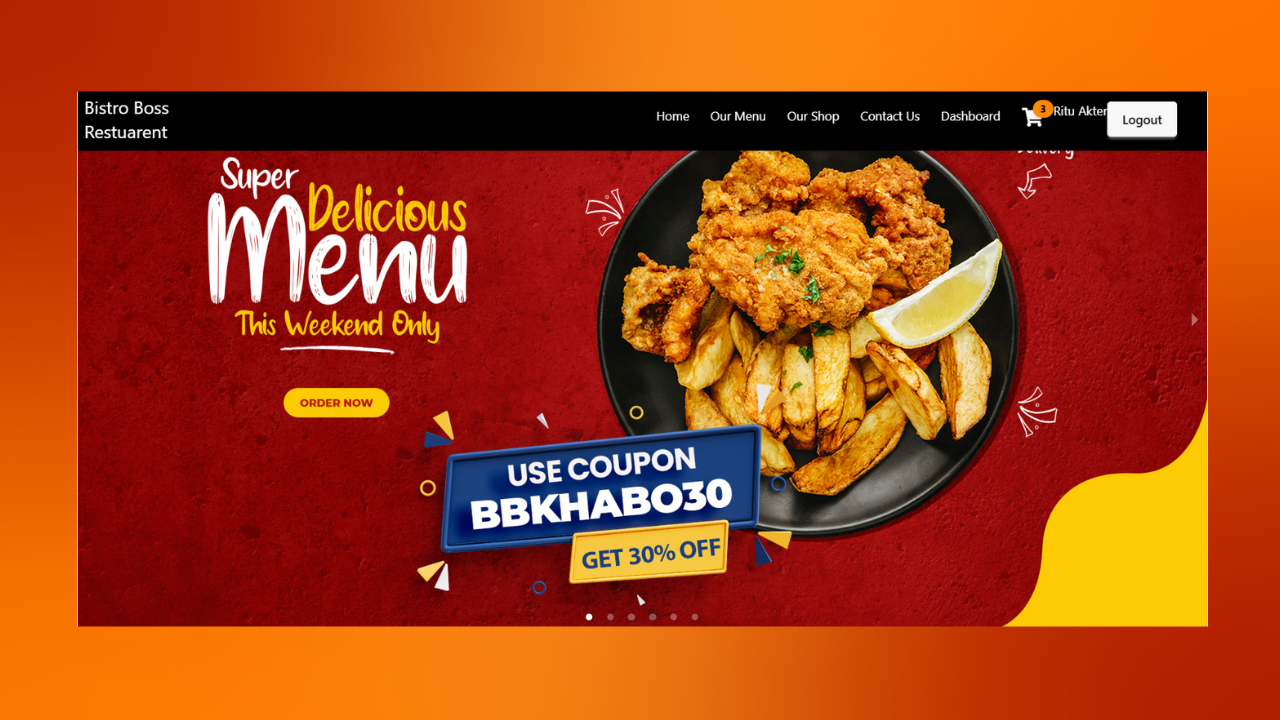 Bistro Boss
Restuarent
Home
Our Menu
Our Shop
Contact Us
Dashboard
3
Ritu Akter
Logout
Super
Delicious
Menu
This Weekend Only
ORDER NOW
USE COUPON
BBKHABO30
GET 30% OFF